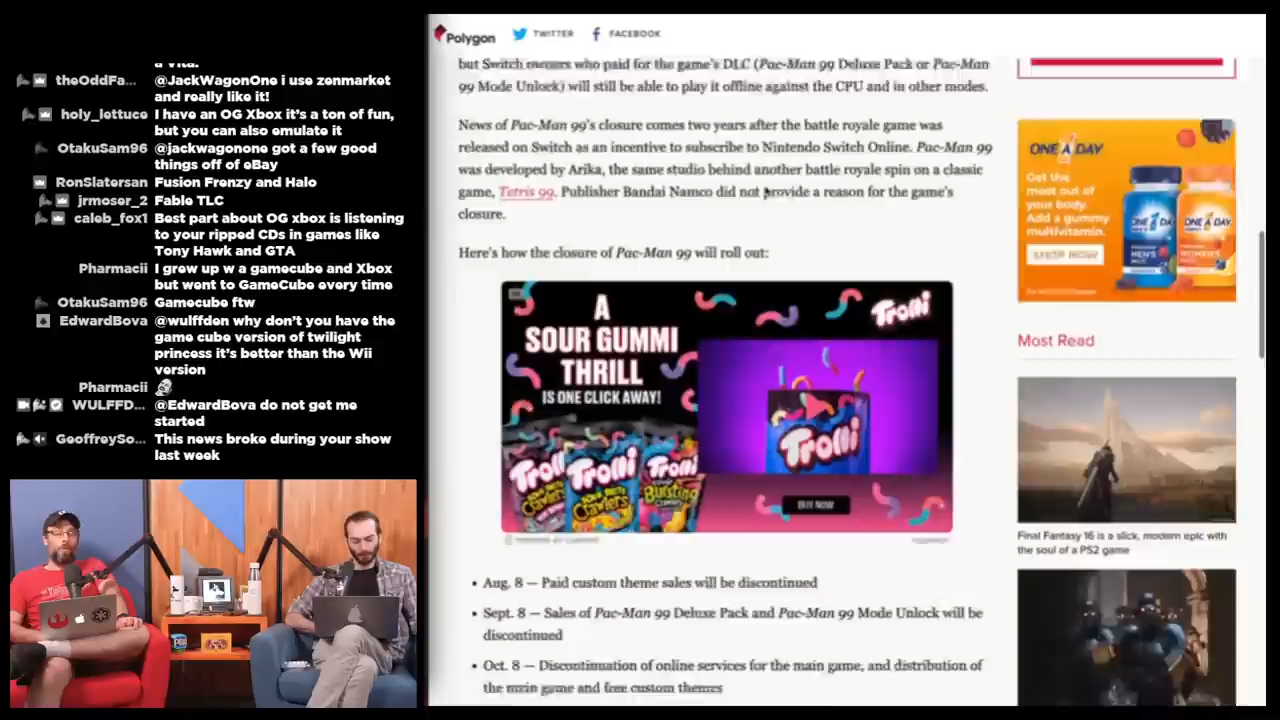 a Vita.
theOddFa... @JackWagonOne i use zenmarket
and really like it!
holy_lettuce I have an OG Xbox it's a ton of fun,
but you can also emulate it
OtakuSam96 @jackwagonone got a few good
things off of eBay
RonSlatersan Fusion Frenzy and Halo
jrmoser_2 Fable TLC
caleb_fox1 Best part about OG xbox is listening
to your ripped CDs in games like
Tony Hawk and GTA
Pharmacii I grew up w a gamecube and Xbox
but went to GameCube every time
OtakuSam96 Gamecube ftw
EdwardBova @wulffden why don't you have the
game cube version of twilight
princess it's better than the Wii
version
Pharmacii
WULFFD... @EdwardBova do not get me
started
GeoffreySo... This news broke during your show
last week
Polygon TWITTER FACEBOOK
but Switch owners who paid for the game's DLC (Pac-Man 99 Deluxe Pack or Pac-Man
99 Mode Unlock) will still be able to play it offline against the CPU and in other modes.
News of Pac-Man 99's closure comes two years after the battle royale game was
released on Switch as an incentive to subscribe to Nintendo Switch Online. Pac-Man 99
was developed by Arika, the same studio behind another battle royale spin on a classic
game, Tetris 99. Publisher Bandai Namco did not provide a reason for the game's
closure.
Here's how the closure of Pac-Man 99 will roll out:
A
SOUR GUMMI
THRILL
IS ONE CLICK AWAY!
Trolli
Trolli
Trolli
Trolli
Crawlers
Crawlers
Bursting
Trolli
BUY NOW
Aug. 8 — Paid custom theme sales will be discontinued
Sept. 8 — Sales of Pac-Man 99 Deluxe Pack and Pac-Man 99 Mode Unlock will be
discontinued
Oct. 8 — Discontinuation of online services for the main game, and distribution of
the main game and free custom themes
ONE A DAY
Get the
most out of
your body.
Add a gummy
multivitamin.
SHOP NOW
ONE A DAY
MEN'S
ONE A DAY
WOMEN'S
Most Read
Final Fantasy 16 is a slick, modern epic with
the soul of a PS2 game